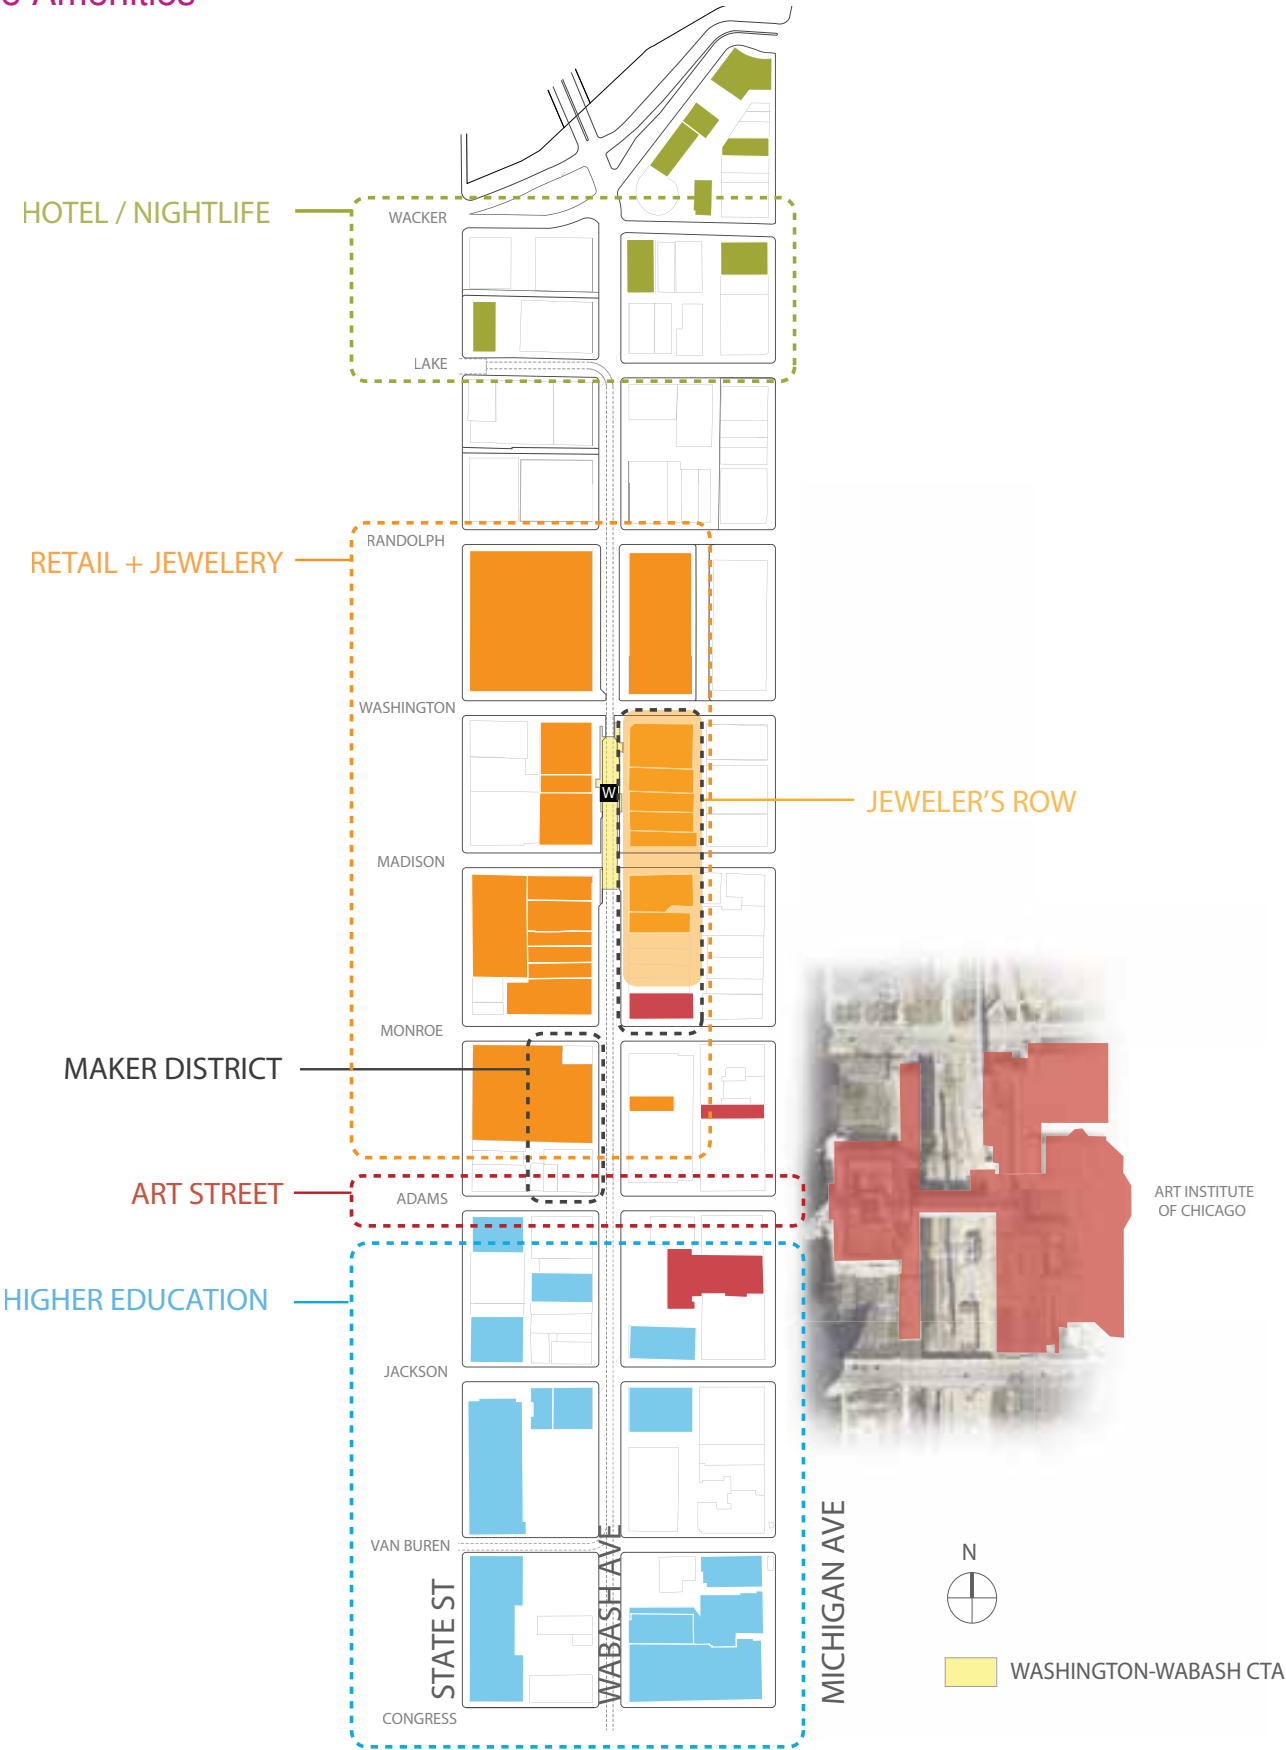 Amenities
HOTEL / NIGHTLIFE
WACKER
LAKE
RANDOLPH
RETAIL + JEWELERY
WASHINGTON
W
JEWELER'S ROW
MADISON
MONROE
MAKER DISTRICT
ART STREET
ADAMS
ART INSTITUTE
OF CHICAGO
HIGHER EDUCATION
JACKSON
VAN BUREN
STATE ST
WABASH AVE
MICHIGAN AVE
N
WASHINGTON-WABASH CTA
CONGRESS